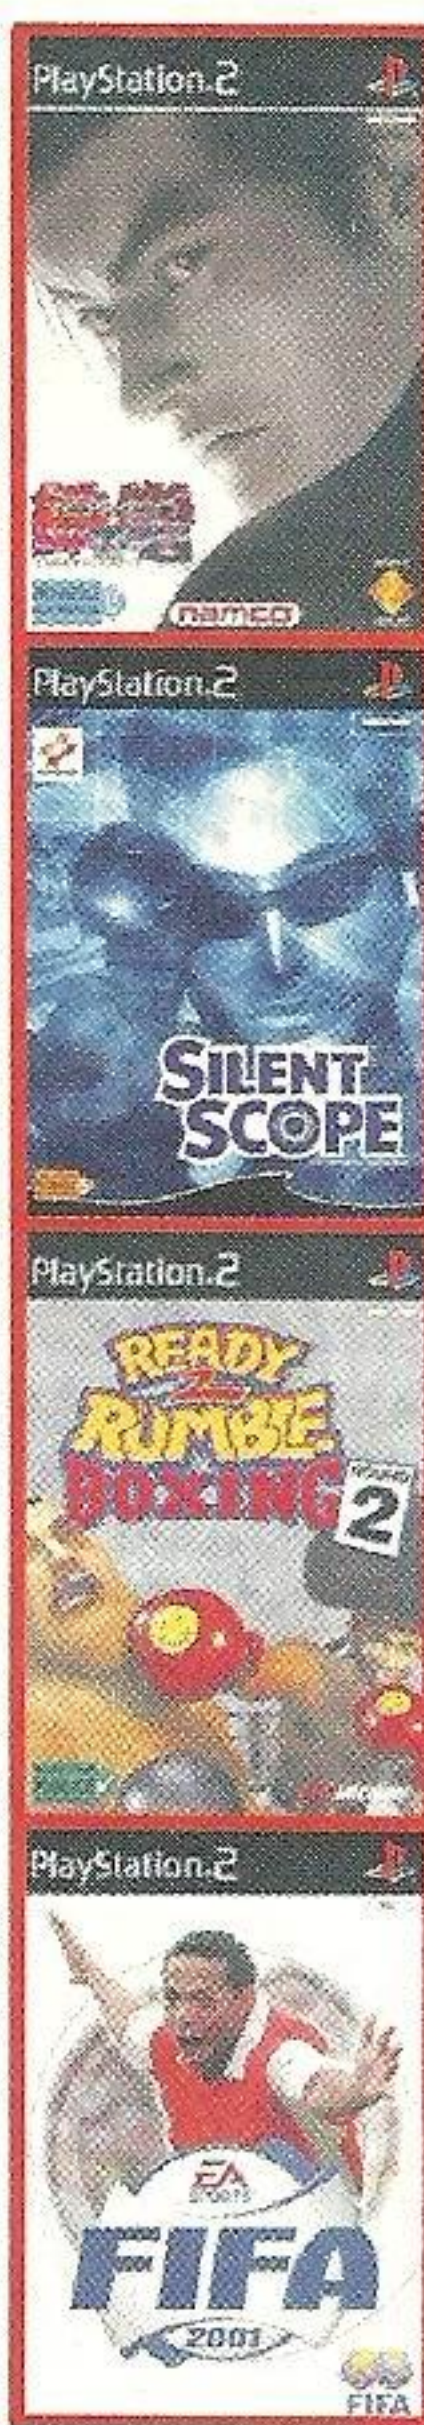 PlayStation.2
namco
PlayStation.2
SILENT
SCOPE
PlayStation.2
READY
2
RUMBLE
BOXING
ROUND
2
PlayStation.2
EA
SPORTS
FIFA
2001
FIFA